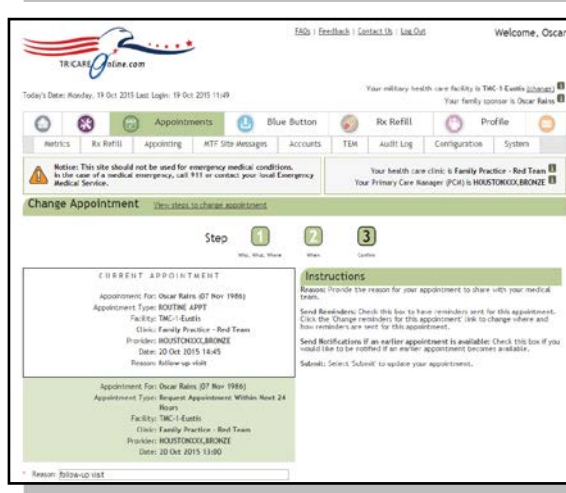 FAQs | Feedback | Contact Us | Log Out
Welcome, Oscar
TRICARE Online.com
Today's Date: Monday, 19 Oct 2015 Last Login: 19 Oct 2015 11:49
Your military health care facility is TMC-1-Eustis (change)
Your family sponsor is Oscar Rains
Appointments
Blue Button
Rx Refill
Profile
Metrics
Rx Refill
Appointing
MTF Site Messages
Accounts
TEM
Audit Log
Configuration
System
Notice: This site should not be used for emergency medical conditions.
In the case of a medical emergency, call 911 or contact your local Emergency
Medical Service.
Your health care clinic is Family Practice - Red Team
Your Primary Care Manager (PCM) is HOUSTONXXX,BRONZE
Change Appointment View steps to change appointment
Step 1 2 3
Who, What, Where
When
Confirm
CURRENT APPOINTMENT
Appointment For: Oscar Rains (07 Nov 1986)
Appointment Type: ROUTINE APPT
Facility: TMC-1-Eustis
Clinic: Family Practice - Red Team
Provider: HOUSTONXXX,BRONZE
Date: 20 Oct 2015 14:45
Reason: follow-up visit
Appointment For: Oscar Rains (07 Nov 1986)
Appointment Type: Request Appointment Within Next 24
Hours
Facility: TMC-1-Eustis
Clinic: Family Practice - Red Team
Provider: HOUSTONXXX,BRONZE
Date: 20 Oct 2015 13:00
* Reason: follow-up visit
Instructions
Reason: Provide the reason for your appointment to share with your medical
team.
Send Reminders: Check this box to have reminders sent for this appointment.
Click the 'Change reminders for this appointment' link to change where and
how reminders are sent for this appointment.
Send Notifications if an earlier appointment is available: Check this box if you
would like to be notified if an earlier appointment becomes available.
Submit: Select 'Submit' to update your appointment.